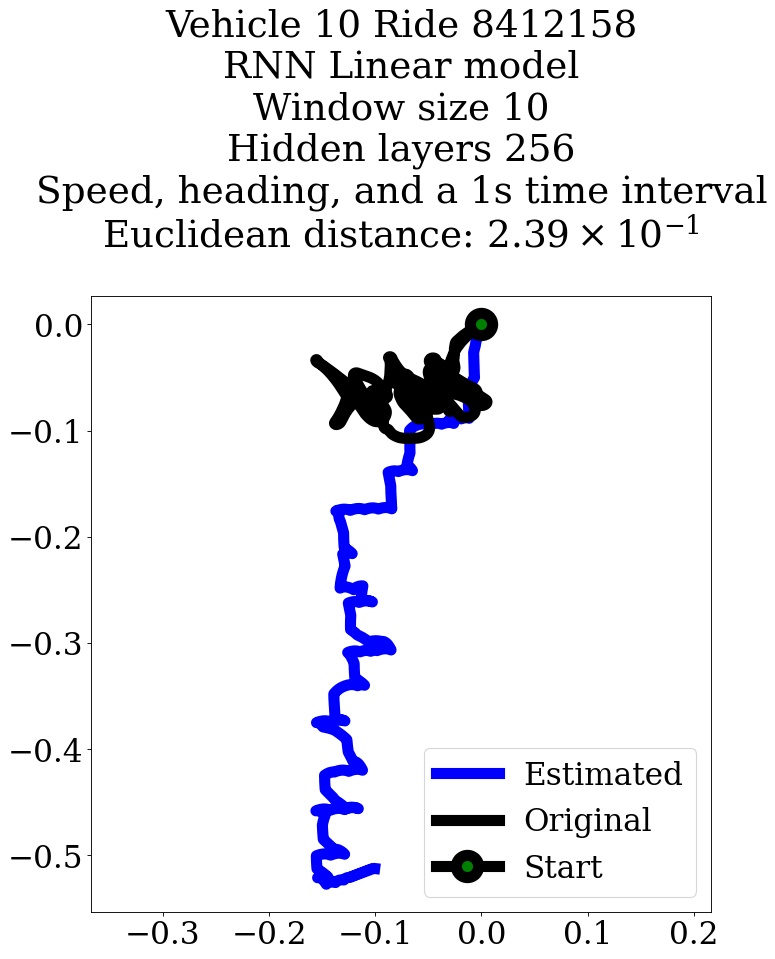 Vehicle 10 Ride 8412158
RNN Linear model
Window size 10
Hidden layers 256
Speed, heading, and a 1s time interval
Euclidean distance: 2.39 × 10⁻¹
0.0
−0.1
−0.2
−0.3
−0.4
−0.5
Estimated
Original
Start
−0.3 −0.2 −0.1 0.0 0.1 0.2